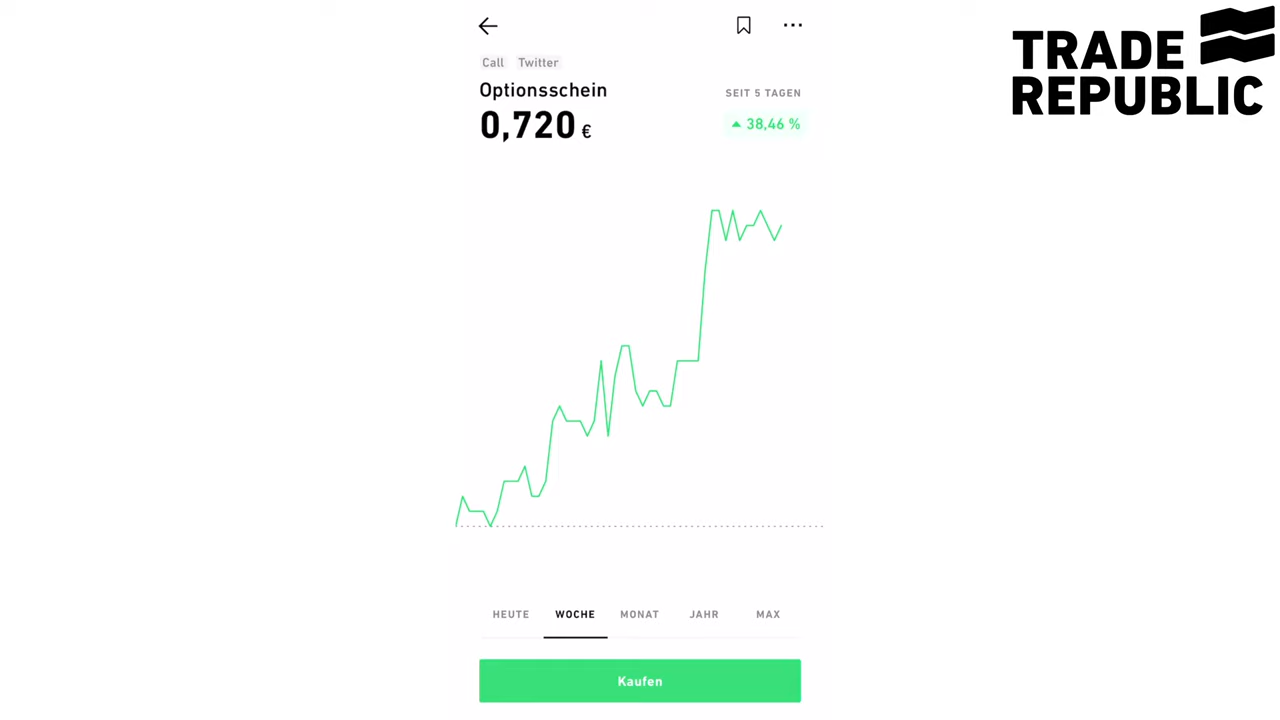 Call Twitter
Optionsschein
0,720 €
SEIT 5 TAGEN
38,46 %
TRADE
REPUBLIC
HEUTE WOCHE MONAT JAHR MAX
Kaufen